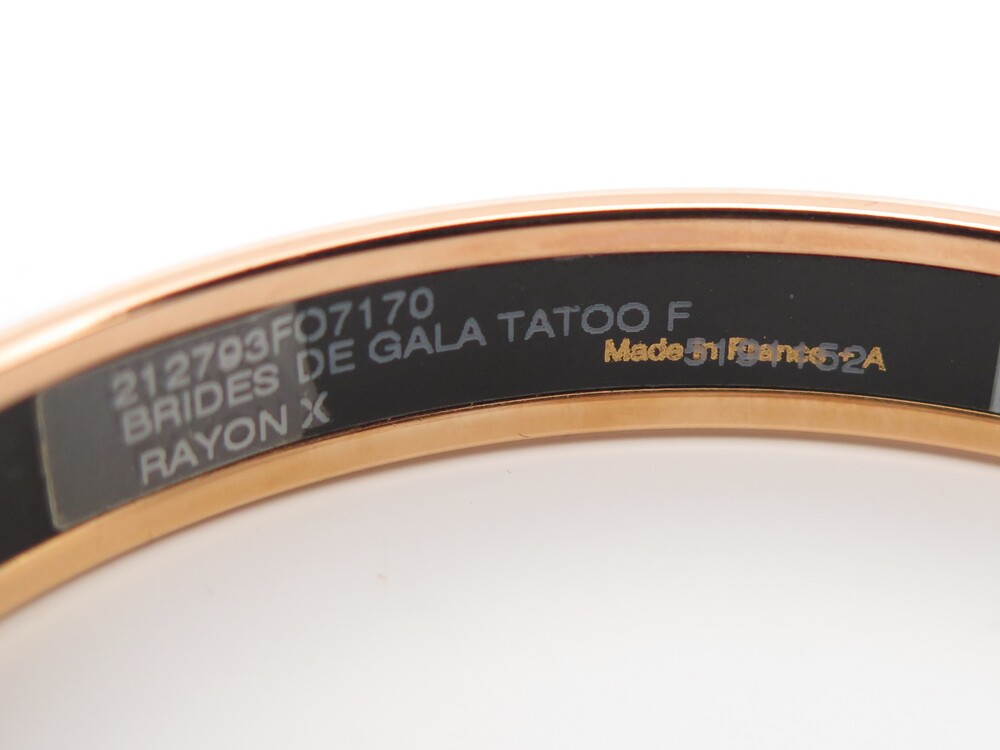 212793FO7170
BRIDES DE GALA TATOO F
RAYON X
Made in France + A